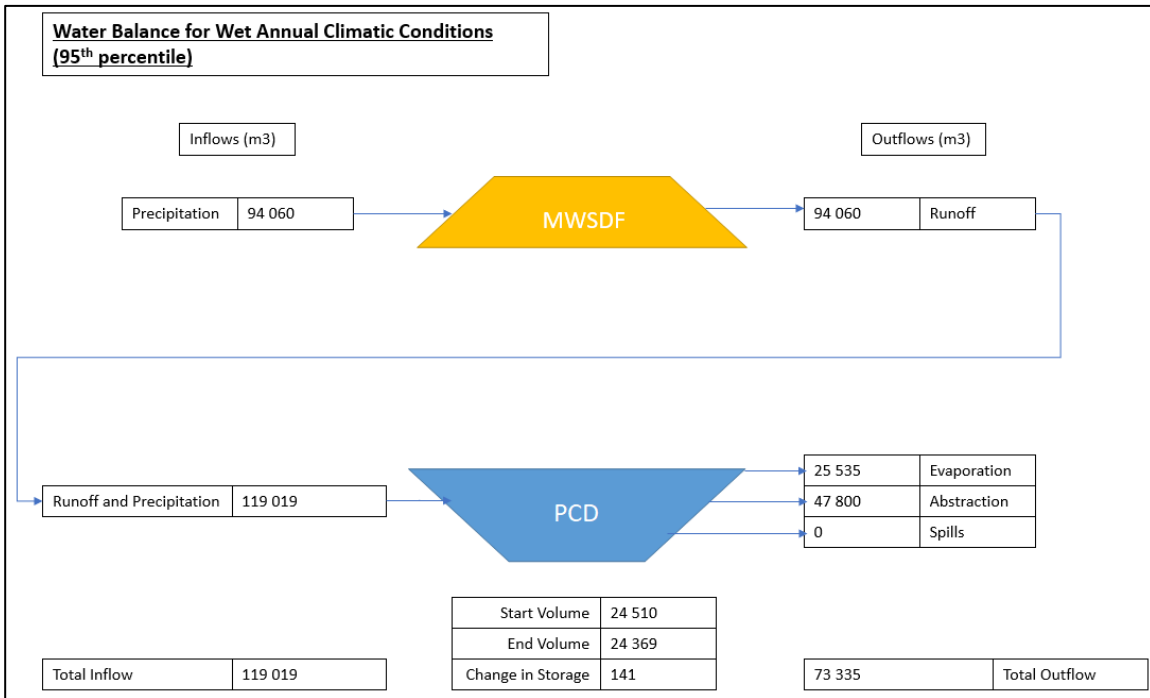 Water Balance for Wet Annual Climatic Conditions
(95th percentile)
Inflows (m3)
Outflows (m3)
Precipitation 94 060
MWSDF
94 060 Runoff
Runoff and Precipitation 119 019
PCD
25 535 Evaporation
47 800 Abstraction
0 Spills
Start Volume 24 510
End Volume 24 369
Change in Storage 141
Total Inflow 119 019
73 335 Total Outflow